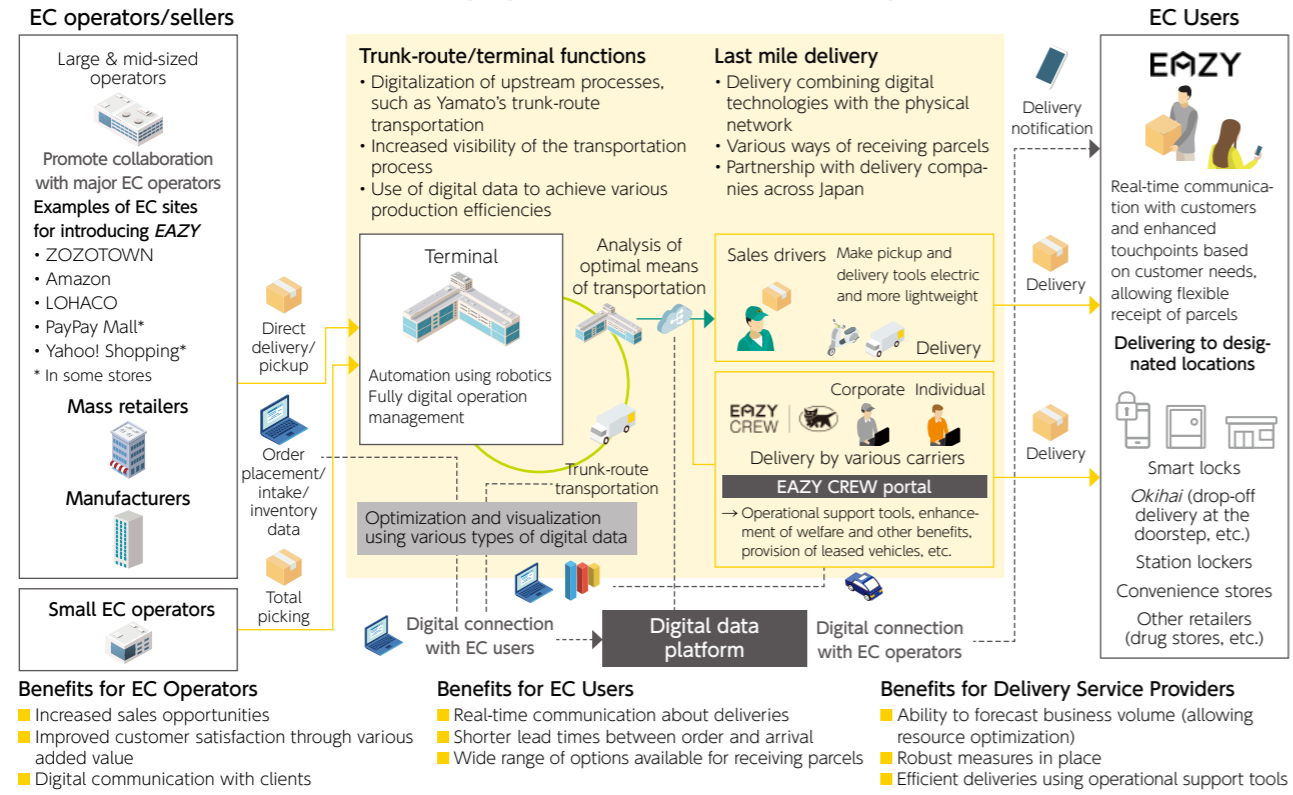 EC operators/sellers
Large & mid-sized
operators
Promote collaboration
with major EC operators
Examples of EC sites
for introducing EAZY
• ZOZOTOWN
• Amazon
• LOHACO
• PayPay Mall*
• Yahoo! Shopping*
* In some stores
Mass retailers
Manufacturers
Small EC operators
Direct
delivery/
pickup
Order
placement/
intake/
inventory
data
Total
picking
Trunk-route/terminal functions
• Digitalization of upstream processes,
such as Yamato’s trunk-route
transportation
• Increased visibility of the transportation
process
• Use of digital data to achieve various
production efficiencies
Last mile delivery
• Delivery combining digital
technologies with the physical
network
• Various ways of receiving parcels
• Partnership with delivery compa-
nies across Japan
Terminal
Automation using robotics
Fully digital operation
management
Analysis of
optimal means
of transportation
Trunk-route
transportation
Optimization and visualization
using various types of digital data
Sales drivers
Make pickup and
delivery tools electric
and more lightweight
Delivery
EAZY
CREW
Corporate
Individual
Delivery by various carriers
EAZY CREW portal
→ Operational support tools, enhance-
ment of welfare and other benefits,
provision of leased vehicles, etc.
Digital connection
with EC users
Digital data
platform
Digital connection
with EC operators
Delivery
notification
Delivery
Delivery
EC Users
EAZY
Real-time communica-
tion with customers
and enhanced
touchpoints based
on customer needs,
allowing flexible
receipt of parcels
Delivering to desig-
nated locations
Smart locks
Okihai (drop-off
delivery at the
doorstep, etc.)
Station lockers
Convenience stores
Other retailers
(drug stores, etc.)
Benefits for EC Operators
■ Increased sales opportunities
■ Improved customer satisfaction through various
added value
■ Digital communication with clients
Benefits for EC Users
■ Real-time communication about deliveries
■ Shorter lead times between order and arrival
■ Wide range of options available for receiving parcels
Benefits for Delivery Service Providers
■ Ability to forecast business volume (allowing
resource optimization)
■ Robust measures in place
■ Efficient deliveries using operational support tools